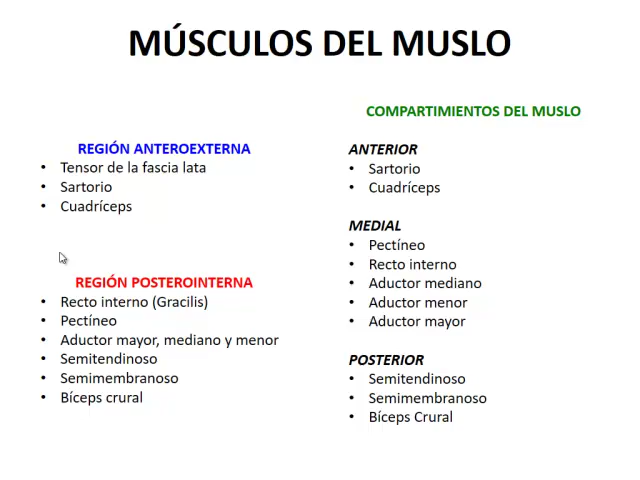 MÚSCULOS DEL MUSLO
REGIÓN ANTEROEXTERNA
• Tensor de la fascia lata
• Sartorio
• Cuadríceps
REGIÓN POSTEROINTERNA
• Recto interno (Gracilis)
• Pectíneo
• Aductor mayor, mediano y menor
• Semitendinoso
• Semimembranoso
• Bíceps crural
COMPARTIMIENTOS DEL MUSLO
ANTERIOR
• Sartorio
• Cuadríceps
MEDIAL
• Pectíneo
• Recto interno
• Aductor mediano
• Aductor menor
• Aductor mayor
POSTERIOR
• Semitendinoso
• Semimembranoso
• Bíceps Crural